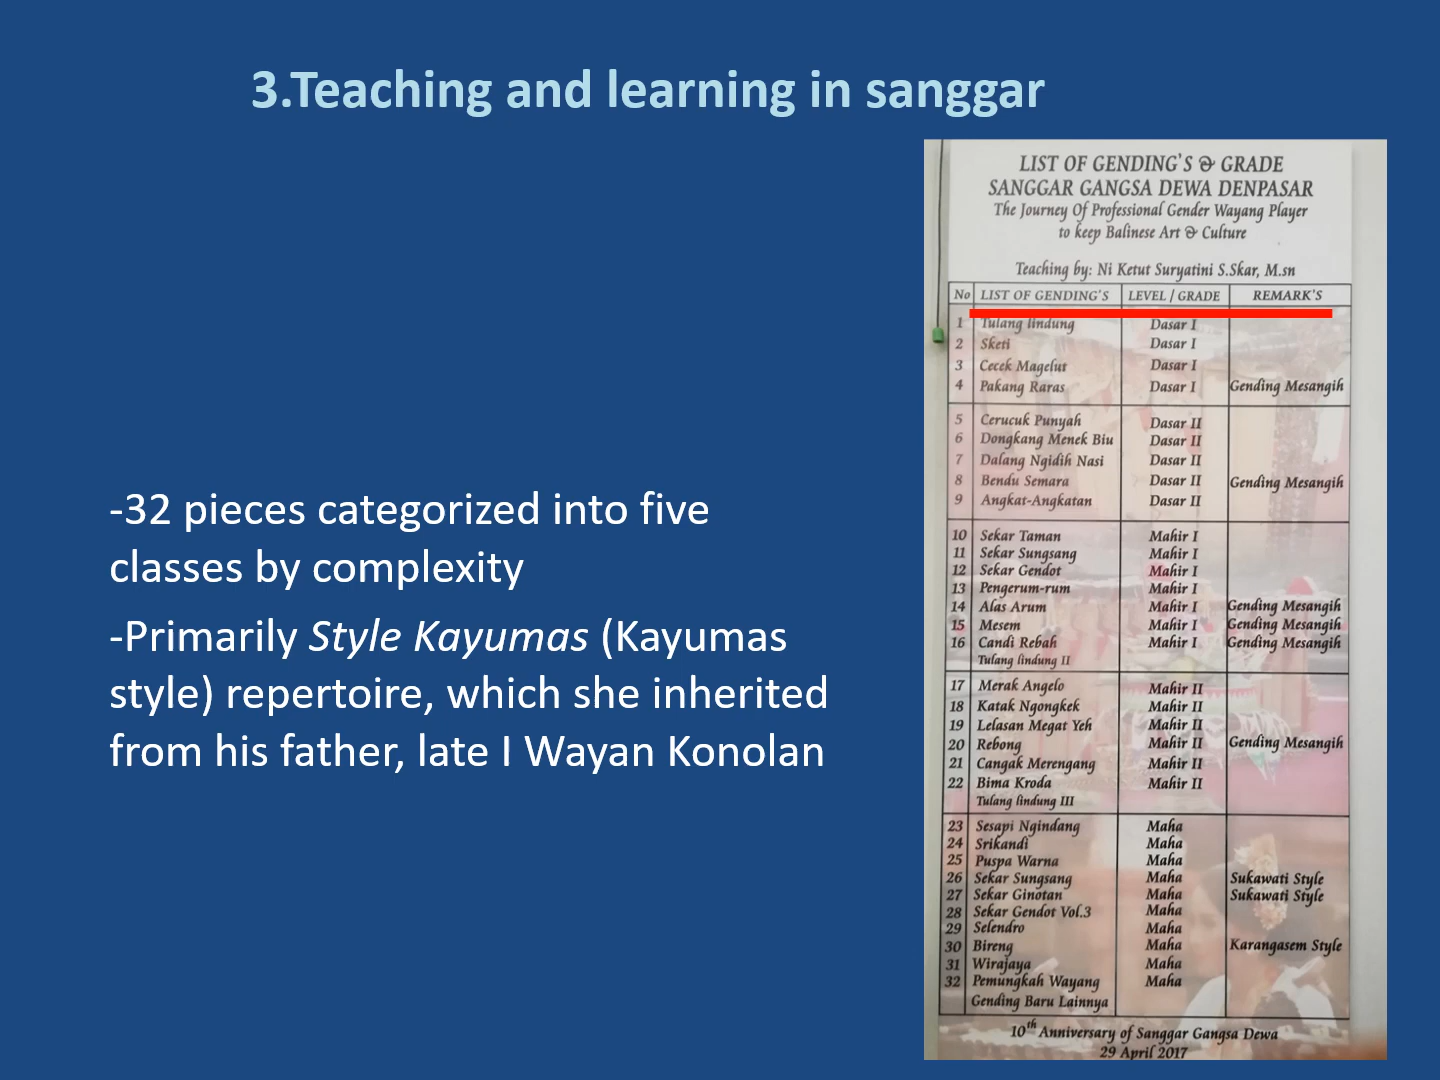 3.Teaching and learning in sanggar
-32 pieces categorized into five
classes by complexity
-Primarily Style Kayumas (Kayumas
style) repertoire, which she inherited
from his father, late I Wayan Konolan
LIST OF GENDING'S & GRADE
SANGGAR GANGSA DEWA DENPASAR
The Journey Of Professional Gender Wayang Player
to keep Balinese Art & Culture
Teaching by: Ni Ketut Suryatini S.Skar, M.sn
No LIST OF GENDING'S LEVEL / GRADE REMARK'S
1 Tulang lindung Dasar I
2 Sketi Dasar I
3 Cecek Magelut Dasar I
4 Pakang Raras Dasar I Gending Mesangih
5 Cerucuk Punyah Dasar II
6 Dongkang Menek Biu Dasar II
7 Dalang Ngidih Nasi Dasar II
8 Bendu Semara Dasar II Gending Mesangih
9 Angkat-Angkatan Dasar II
10 Sekar Taman Mahir I
11 Sekar Sungsang Mahir I
12 Sekar Gendot Mahir I
13 Pengerum-rum Mahir I
14 Alas Arum Mahir I Gending Mesangih
15 Mesem Mahir I Gending Mesangih
16 Candi Rebah Mahir I Gending Mesangih
Tulang lindung II
17 Merak Angelo Mahir II
18 Katak Ngongkek Mahir II
19 Lelasan Megat Yeh Mahir II
20 Rebong Mahir II Gending Mesangih
21 Cangak Merengang Mahir II
22 Bima Kroda Mahir II
Tulang lindung III
23 Sesapi Ngindang Maha
24 Srikandi Maha
25 Puspa Warna Maha
26 Sekar Sungsang Maha Sukawati Style
27 Sekar Ginotan Maha Sukawati Style
28 Sekar Gendot Vol.3 Maha
29 Selendro Maha
30 Bireng Maha Karangasem Style
31 Wirajaya Maha
32 Pemungkah Wayang Maha
Gending Baru Lainnya
10th Anniversary of Sanggar Gangsa Dewa
29 April 2017